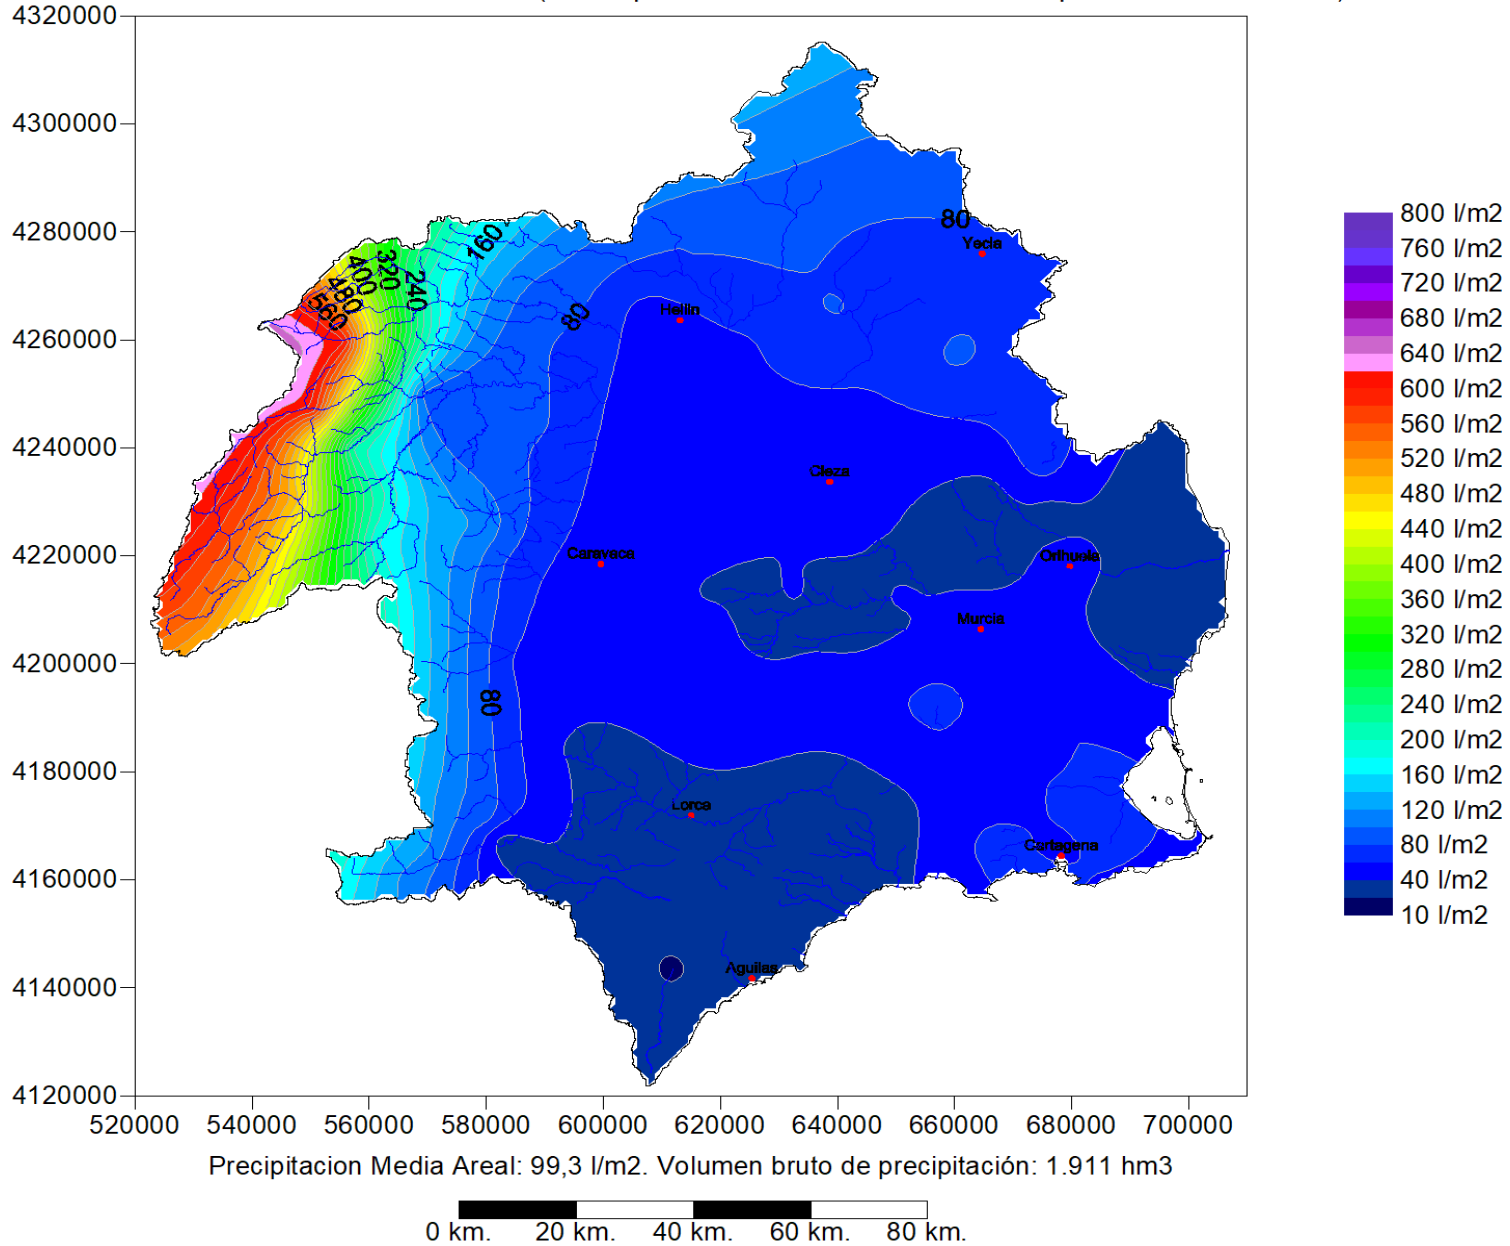 4320000
4300000
4280000
4260000
4240000
4220000
4200000
4180000
4160000
4140000
4120000
520000 540000 560000 580000 600000 620000 640000 660000 680000 700000
80
Yecla
160
320
400
240
480
560
80
Hellin
Cieza
Caravaca
Orihuela
Murcia
80
Lorca
Cartagena
Aguilas
800 l/m2
760 l/m2
720 l/m2
680 l/m2
640 l/m2
600 l/m2
560 l/m2
520 l/m2
480 l/m2
440 l/m2
400 l/m2
360 l/m2
320 l/m2
280 l/m2
240 l/m2
200 l/m2
160 l/m2
120 l/m2
80 l/m2
40 l/m2
10 l/m2
Precipitacion Media Areal: 99,3 l/m2. Volumen bruto de precipitación: 1.911 hm3
0 km. 20 km. 40 km. 60 km. 80 km.